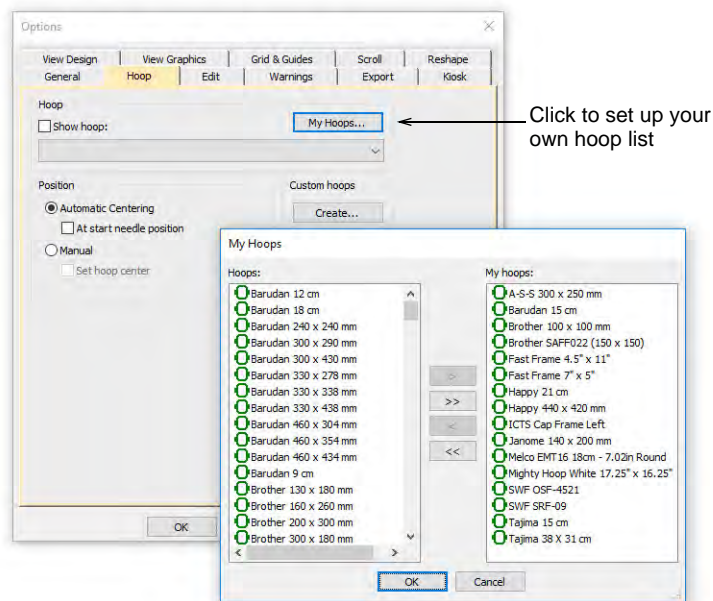 Options
View Design
View Graphics
Grid & Guides
Scroll
Reshape
General
Hoop
Edit
Warnings
Export
Kiosk
Hoop
Show hoop:
My Hoops...
Click to set up your
own hoop list
Position
Custom hoops
Automatic Centering
Create...
At start needle position
Manual
Set hoop center
OK
My Hoops
Hoops:
Barudan 12 cm
Barudan 18 cm
Barudan 240 x 240 mm
Barudan 300 x 290 mm
Barudan 300 x 430 mm
Barudan 330 x 278 mm
Barudan 330 x 338 mm
Barudan 330 x 438 mm
Barudan 460 x 304 mm
Barudan 460 x 354 mm
Barudan 460 x 434 mm
Barudan 9 cm
Brother 130 x 180 mm
Brother 160 x 260 mm
Brother 200 x 300 mm
Brother 300 x 180 mm
>
>>
<
<<
My hoops:
A-S-S 300 x 250 mm
Barudan 15 cm
Brother 100 x 100 mm
Brother SAFF022 (150 x 150)
Fast Frame 4.5" x 11"
Fast Frame 7" x 5"
Happy 21 cm
Happy 440 x 420 mm
ICTS Cap Frame Left
Janome 140 x 200 mm
Melco EMT16 18cm - 7.02in Round
Mighty Hoop White 17.25" x 16.25"
SWF OSF-4521
SWF SRF-09
Tajima 15 cm
Tajima 38 X 31 cm
OK
Cancel